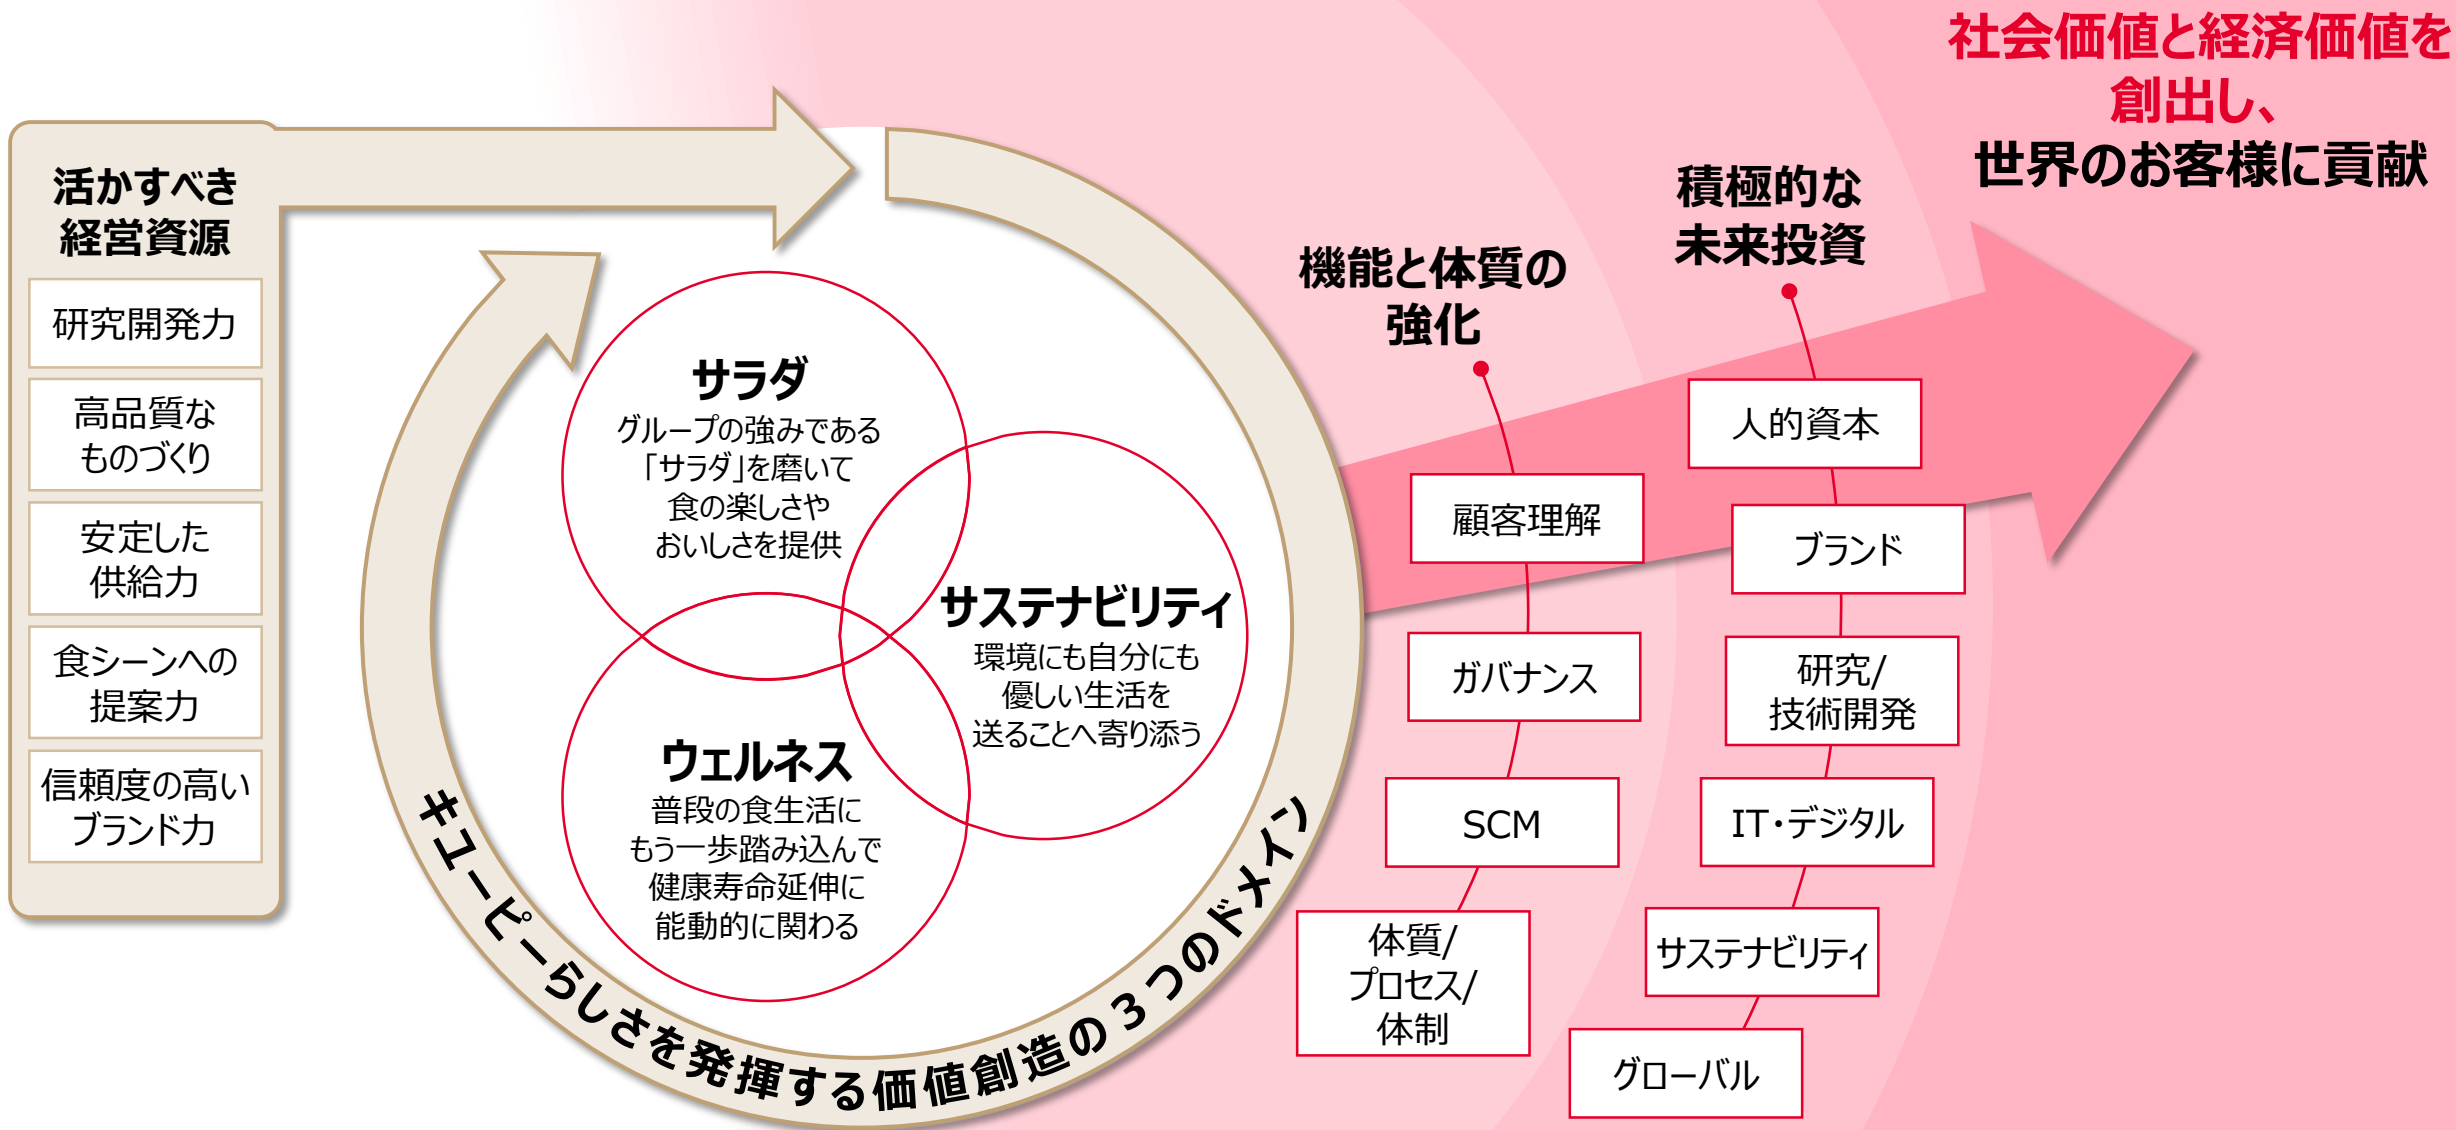 活かすべき
経営資源
研究開発力
高品質な
ものづくり
安定した
供給力
食シーンへの
提案力
信頼度の高い
ブランド力
サラダ
グループの強みである
「サラダ」を磨いて
食の楽しさや
おいしさを提供
サステナビリティ
環境にも自分にも
優しい生活を
送ることへ寄り添う
ウェルネス
普段の食生活に
もう一歩踏み込んで
健康寿命延伸に
能動的に関わる
キユーピーらしさを発揮する価値創造の3つのドメイン
機能と体質の
強化
顧客理解
ガバナンス
SCM
体質/
プロセス/
体制
積極的な
未来投資
人的資本
ブランド
研究/
技術開発
IT・デジタル
サステナビリティ
グローバル
社会価値と経済価値を
創出し、
世界のお客様に貢献